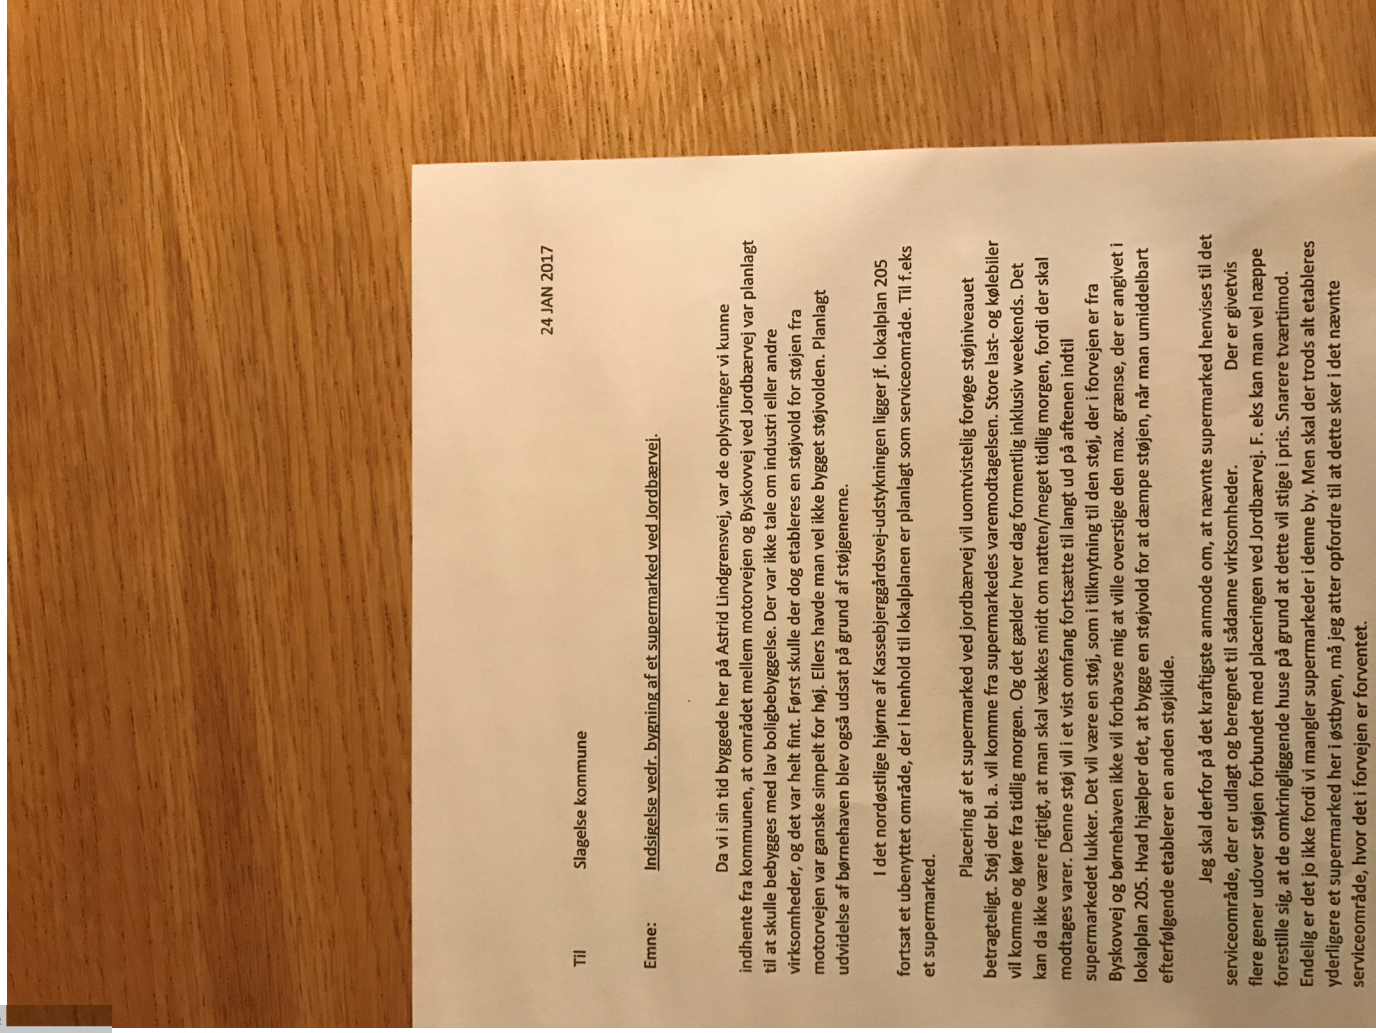 24 JAN 2017
Til Slagelse kommune
Emne: Indsigelse vedr. bygning af et supermarked ved Jordbærvej.
Da vi i sin tid byggede her på Astrid Lindgrensvej, var de oplysninger vi kunne
indhente fra kommunen, at området mellem motorvejen og Byskovvej ved Jordbærvej var planlagt
til at skulle bebygges med lav boligbebyggelse. Der var ikke tale om industri eller andre
virksomheder, og det var helt fint. Først skulle der dog etableres en støjvold for støjen fra
motorvejen var ganske simpelt for høj. Ellers havde man vel ikke bygget støjvolden. Planlagt
udvidelse af børnehaven blev også udsat på grund af støjgenerne.
I det nordøstlige hjørne af Kassebjerggårdsvej-udstykningen ligger jf. lokalplan 205
fortsat et ubenyttet område, der i henhold til lokalplanen er planlagt som serviceområde. Til f.eks
et supermarked.
Placering af et supermarked ved jordbærvej vil uomtvistelig forøge støjniveauet
betragteligt. Støj der bl. a. vil komme fra supermarkedes varemodtagelsen. Store last- og kølebiler
vil komme og køre fra tidlig morgen. Og det gælder hver dag formentlig inklusiv weekends. Det
kan da ikke være rigtigt, at man skal vækkes midt om natten/meget tidlig morgen, fordi der skal
modtages varer. Denne støj vil i et vist omfang fortsætte til langt ud på aftenen indtil
supermarkedet lukker. Det vil være en støj, som i tilknytning til den støj, der i forvejen er fra
Byskovvej og børnehaven ikke vil forbavse mig at ville overstige den max. grænse, der er angivet i
lokalplan 205. Hvad hjælper det, at bygge en støjvold for at dæmpe støjen, når man umiddelbart
efterfølgende etablerer en anden støjkilde.
Jeg skal derfor på det kraftigste anmode om, at nævnte supermarked henvises til det
serviceområde, der er udlagt og beregnet til sådanne virksomheder. Der er givetvis
flere gener udover støjen forbundet med placeringen ved Jordbærvej. F. eks kan man vel næppe
forestille sig, at de omkringliggende huse på grund at dette vil stige i pris. Snarere tværtimod.
Endelig er det jo ikke fordi vi mangler supermarkeder i denne by. Men skal der trods alt etableres
yderligere et supermarked her i østbyen, må jeg atter opfordre til at dette sker i det nævnte
serviceområde, hvor det i forvejen er forventet.